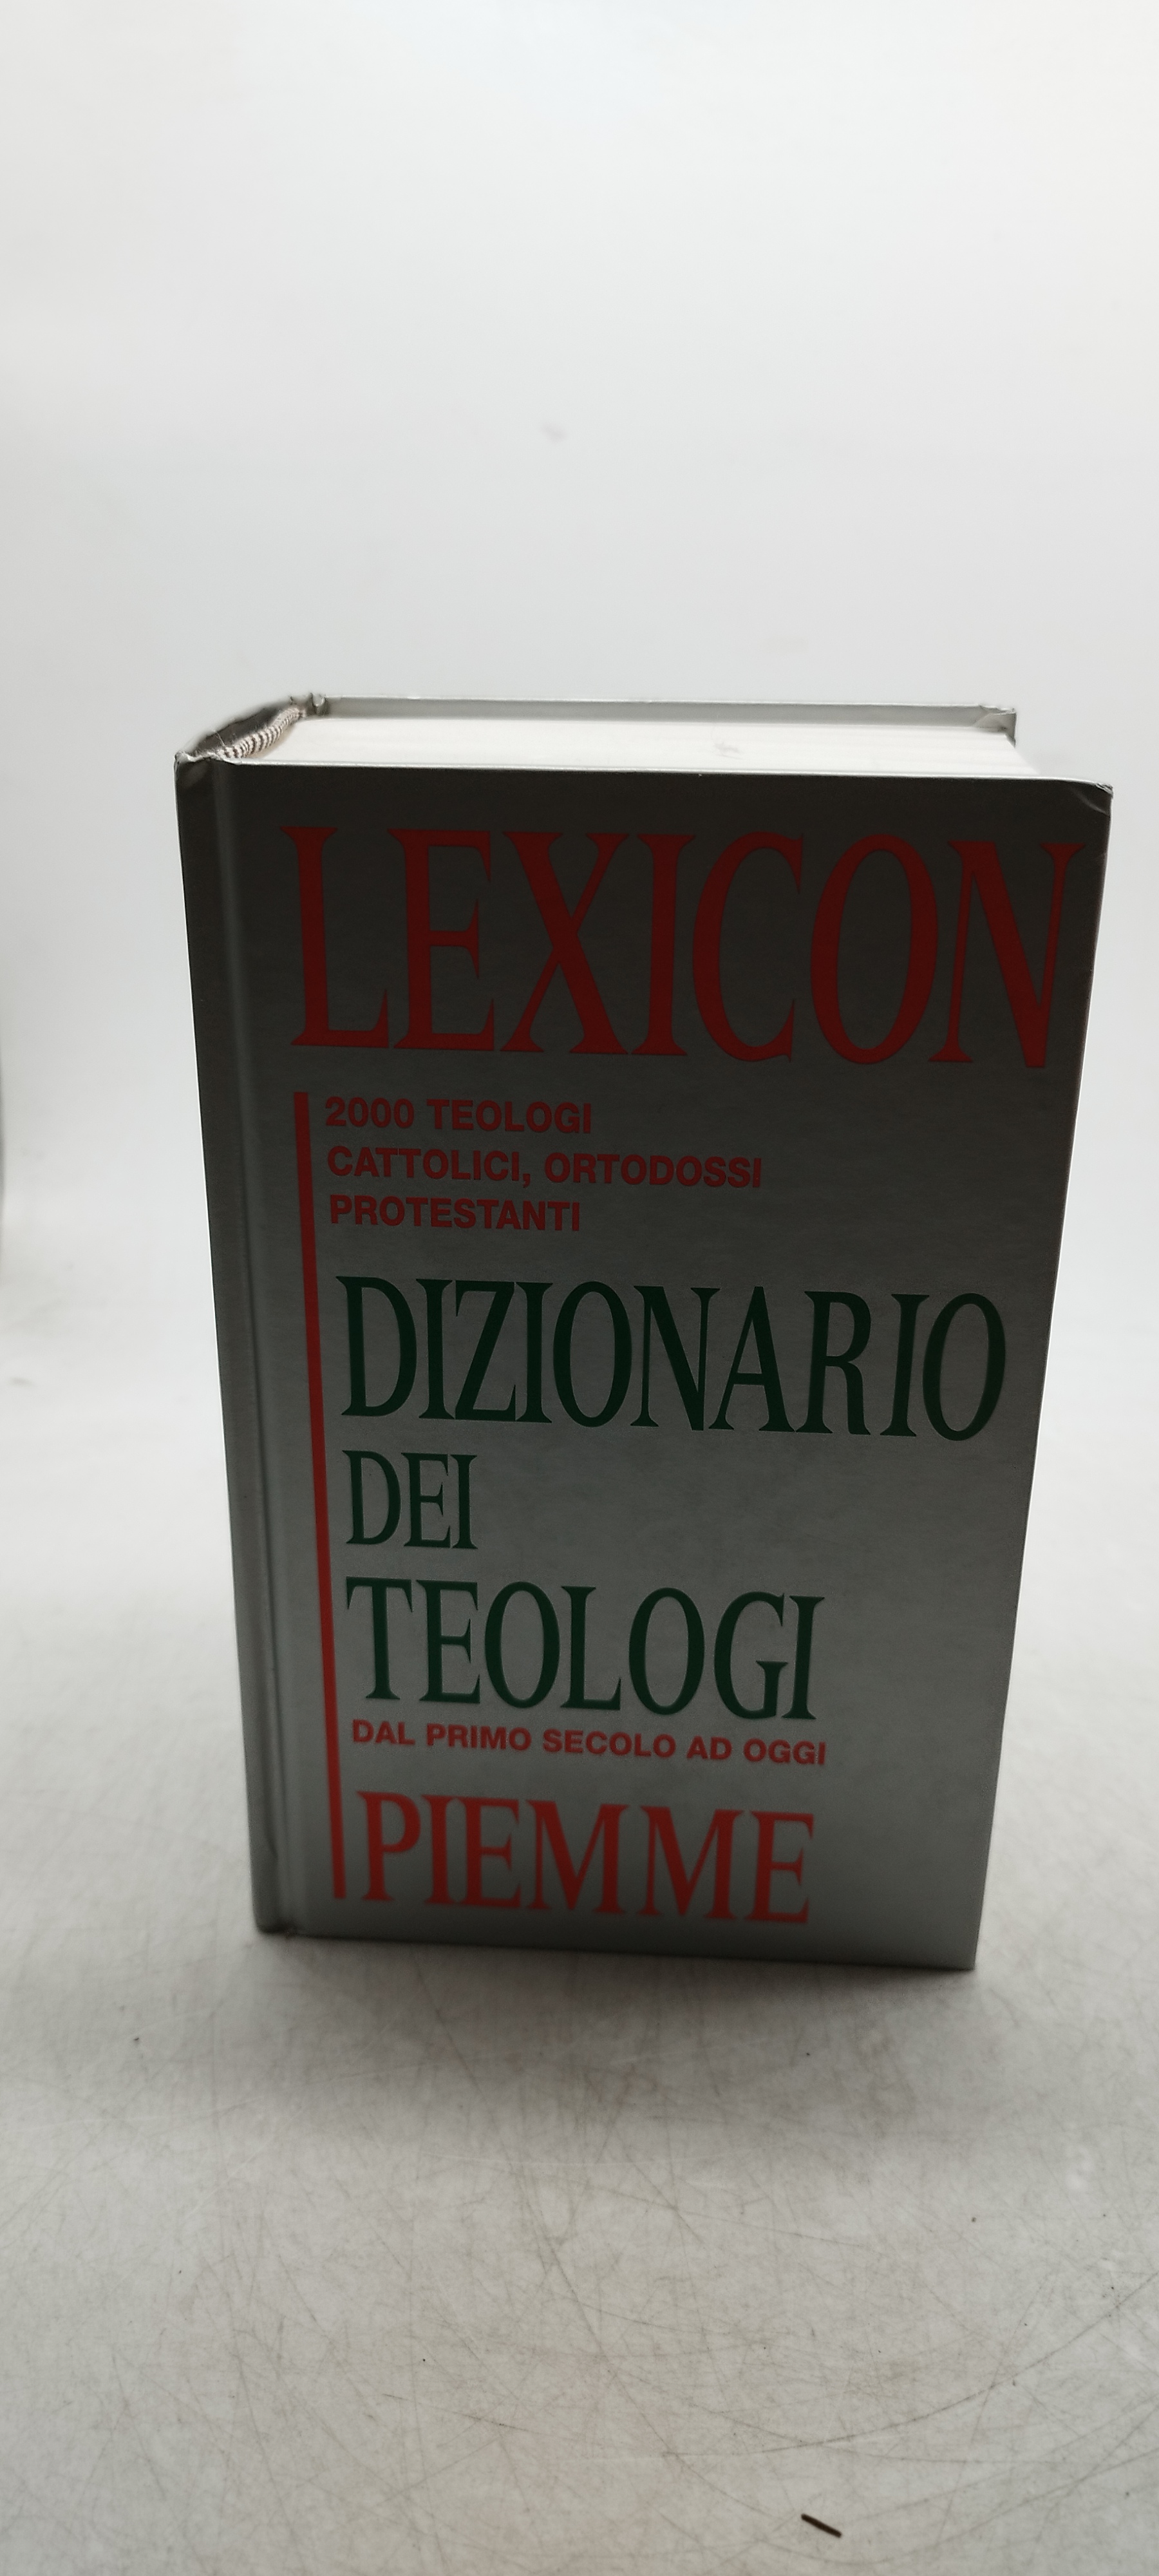 LEXICON
2000 TEOLOGI
CATTOLICI, ORTODOSSI
PROTESTANTI
DIZIONARIO
DEI
TEOLOGI
DAL PRIMO SECOLO AD OGGI
PIEMME